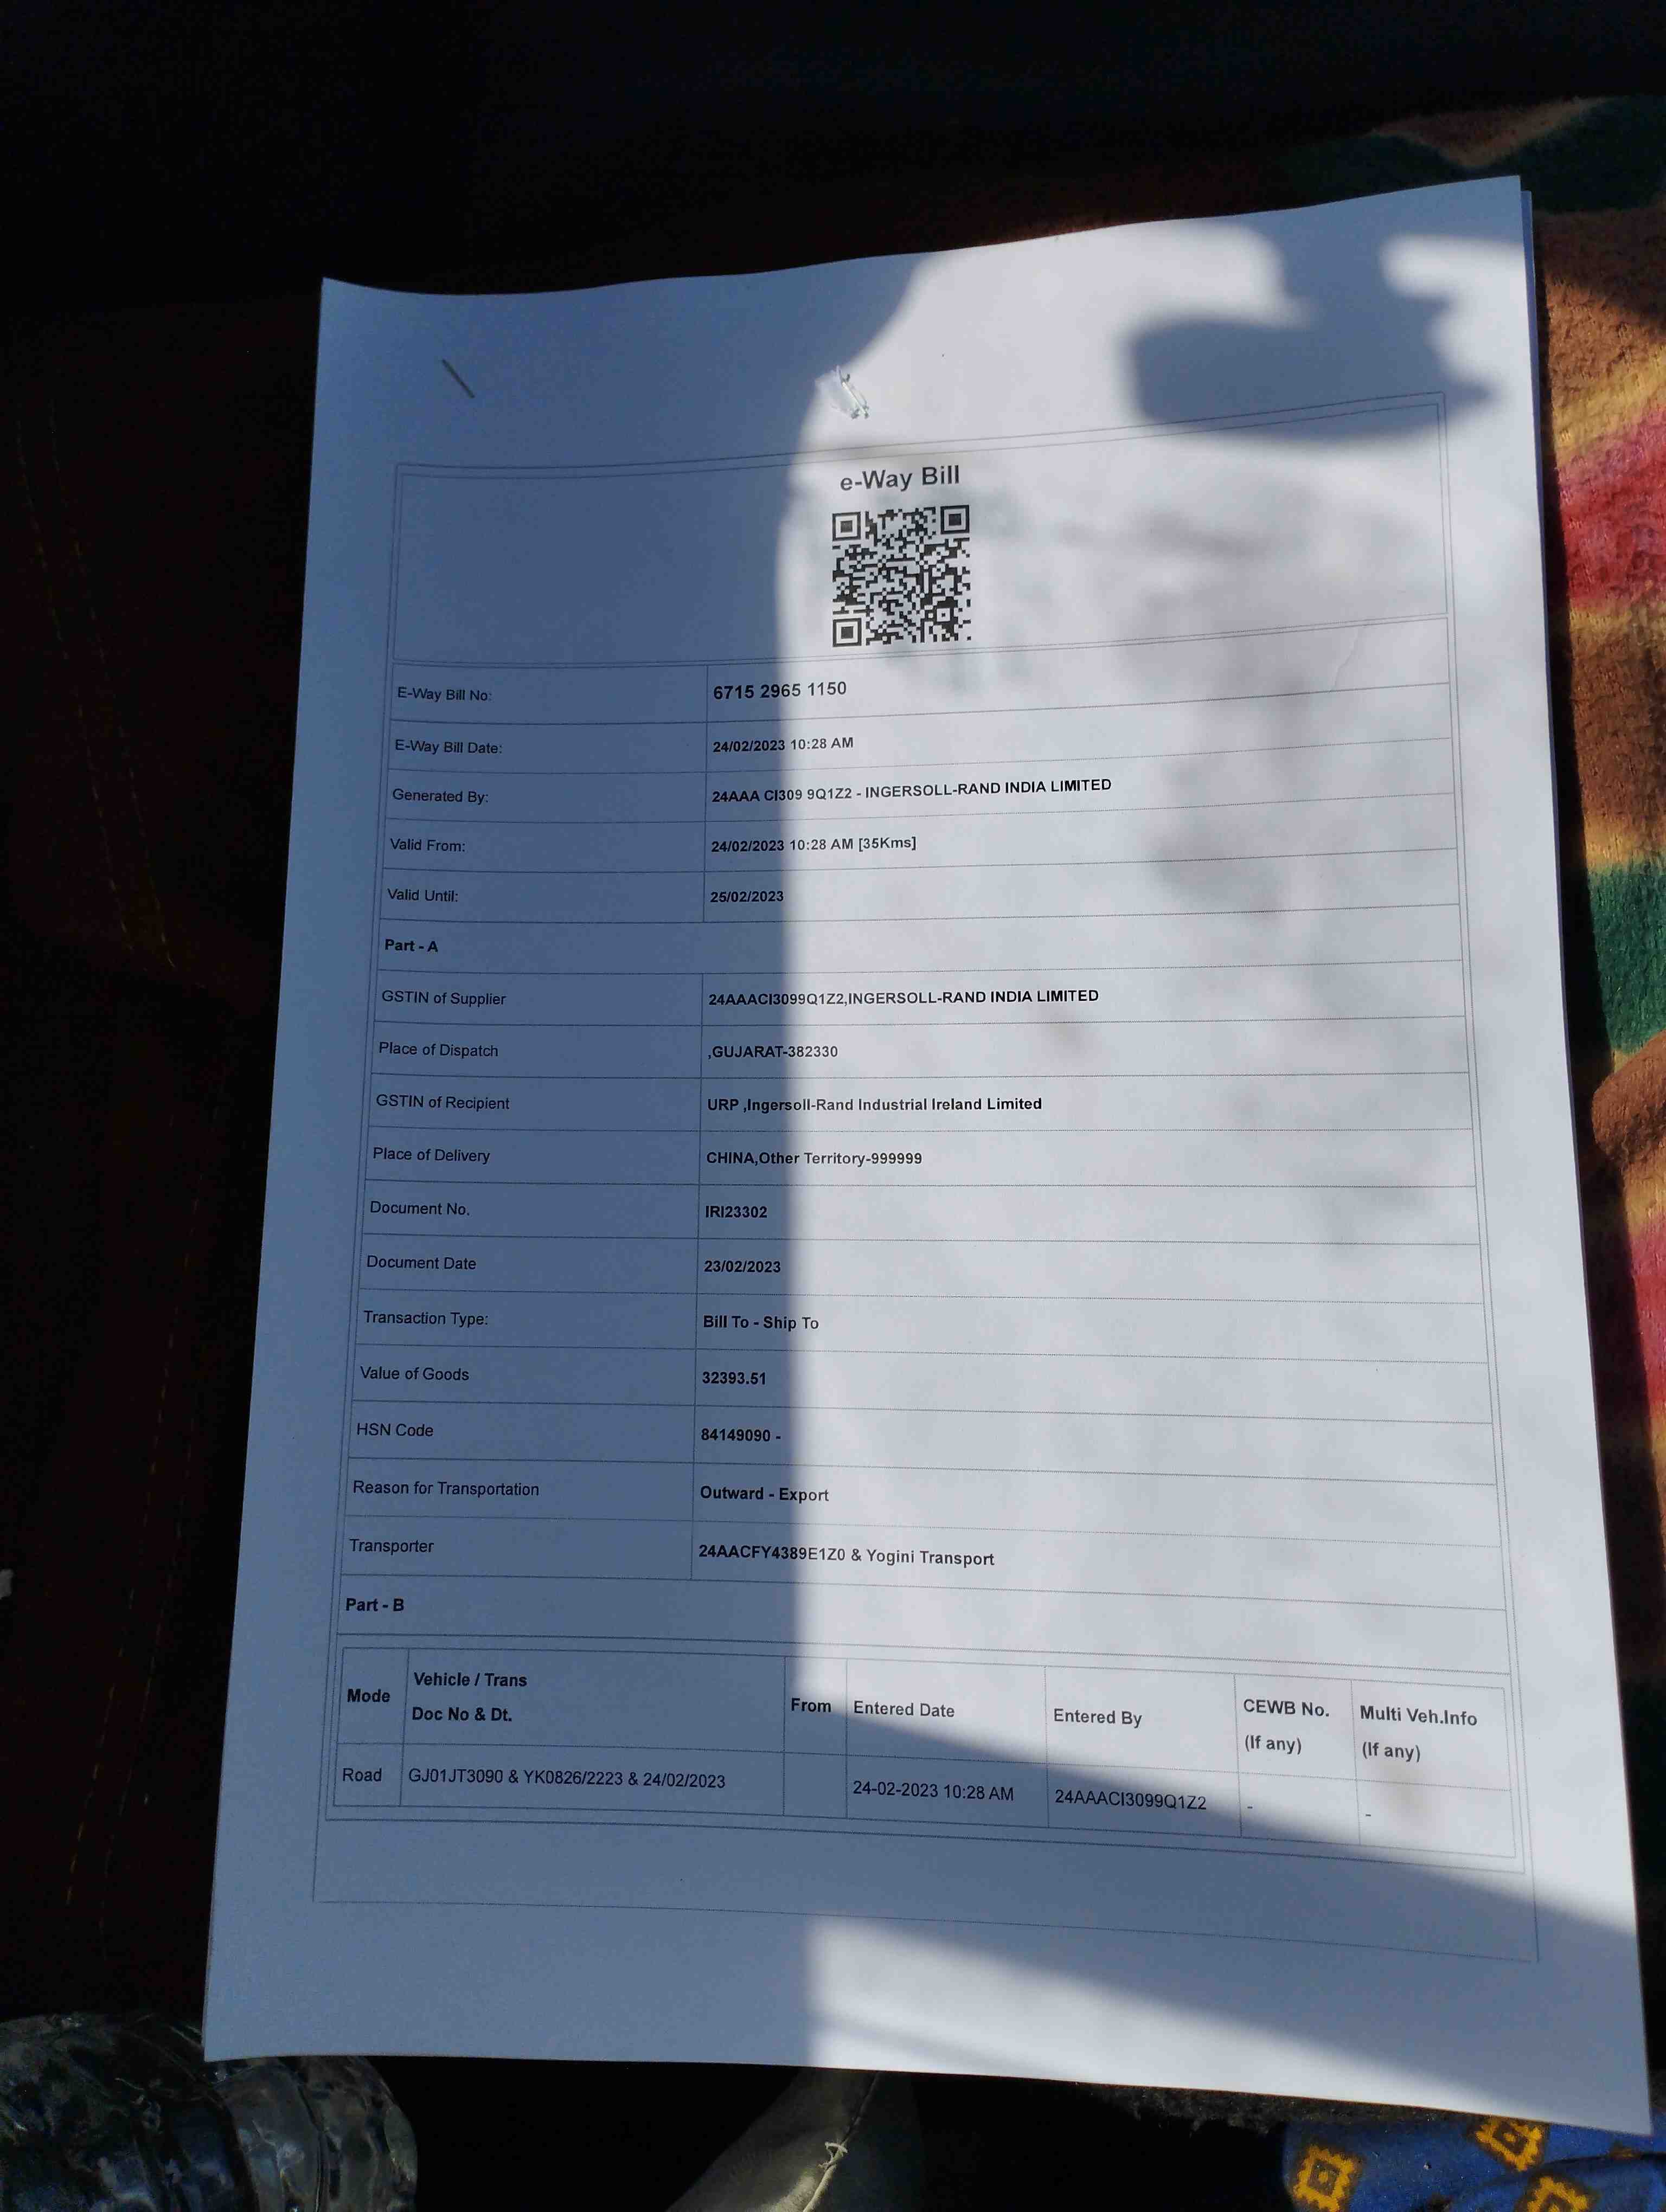 e-Way Bill
E-Way Bill No: 6715 2965 1150
E-Way Bill Date: 24/02/2023 10:28 AM
Generated By: 24AAA CI309 9Q1Z2 - INGERSOLL-RAND INDIA LIMITED
Valid From: 24/02/2023 10:28 AM [35Kms]
Valid Until: 25/02/2023
Part - A
GSTIN of Supplier 24AAACI3099Q1Z2,INGERSOLL-RAND INDIA LIMITED
Place of Dispatch ,GUJARAT-382330
GSTIN of Recipient URP ,Ingersoll-Rand Industrial Ireland Limited
Place of Delivery CHINA,Other Territory-999999
Document No. IRI23302
Document Date 23/02/2023
Transaction Type: Bill To - Ship To
Value of Goods 32393.51
HSN Code 84149090 -
Reason for Transportation Outward - Export
Transporter 24AACFY4389E1Z0 & Yogini Transport
Part - B
Mode Vehicle / Trans Doc No & Dt. From Entered Date Entered By CEWB No. (If any) Multi Veh.Info (If any)
Road GJ01JT3090 & YK0826/2223 & 24/02/2023 24-02-2023 10:28 AM 24AAACI3099Q1Z2 - -